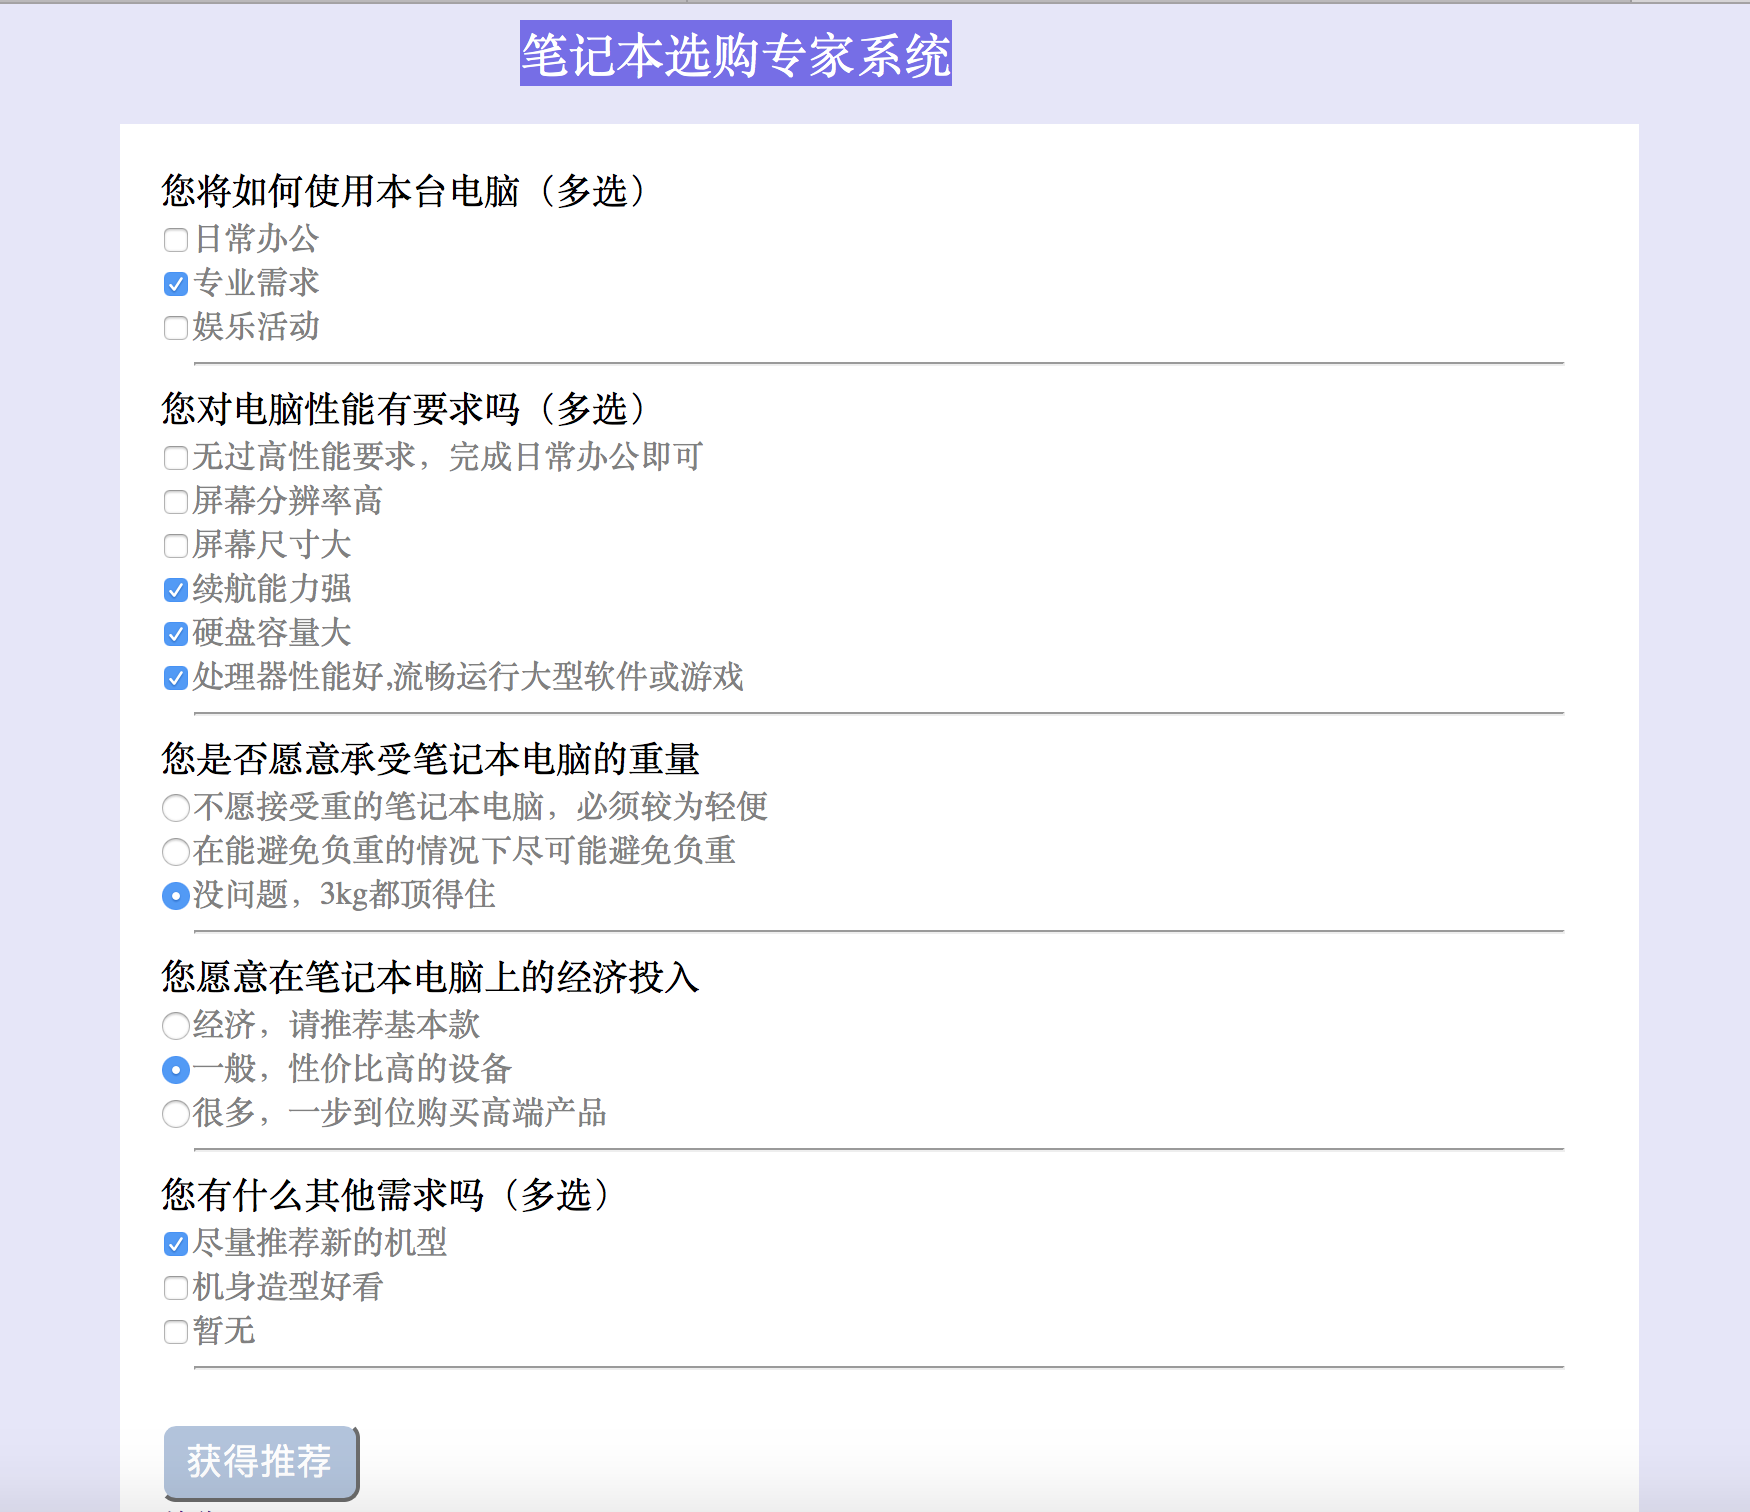 笔记本选购专家系统
您将如何使用本台电脑（多选）
日常办公
专业需求
娱乐活动
您对电脑性能有要求吗（多选）
无过高性能要求，完成日常办公即可
屏幕分辨率高
屏幕尺寸大
续航能力强
硬盘容量大
处理器性能好,流畅运行大型软件或游戏
您是否愿意承受笔记本电脑的重量
不愿接受重的笔记本电脑，必须较为轻便
在能避免负重的情况下尽可能避免负重
没问题，3kg都顶得住
您愿意在笔记本电脑上的经济投入
经济，请推荐基本款
一般，性价比高的设备
很多，一步到位购买高端产品
您有什么其他需求吗（多选）
尽量推荐新的机型
机身造型好看
暂无
获得推荐